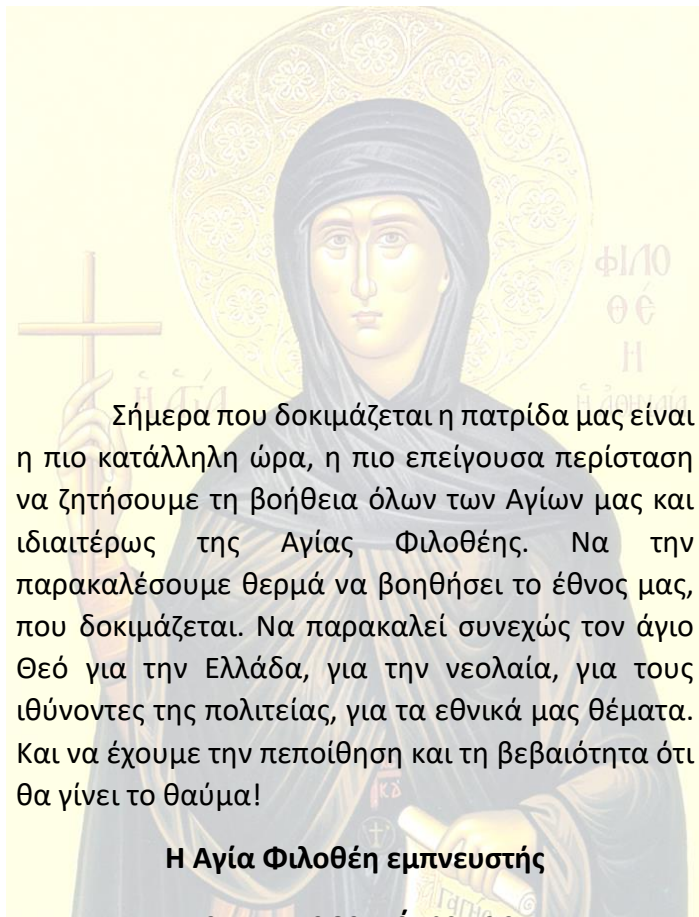 ΦΙΛΟ
ΘΕ
Η
Η ΑΓΙΑ
Η ΑΘΗΝΑΙΑ
Σήμερα που δοκιμάζεται η πατρίδα μας είναι
η πιο κατάλληλη ώρα, η πιο επείγουσα περίσταση
να ζητήσουμε τη βοήθεια όλων των Αγίων μας και
ιδιαιτέρως της Αγίας Φιλοθέης. Να την
παρακαλέσουμε θερμά να βοηθήσει το έθνος μας,
που δοκιμάζεται. Να παρακαλεί συνεχώς τον άγιο
Θεό για την Ελλάδα, για την νεολαία, για τους
ιθύνοντες της πολιτείας, για τα εθνικά μας θέματα.
Και να έχουμε την πεποίθηση και τη βεβαιότητα ότι
θα γίνει το θαύμα!
Η Αγία Φιλοθέη εμπνευστής